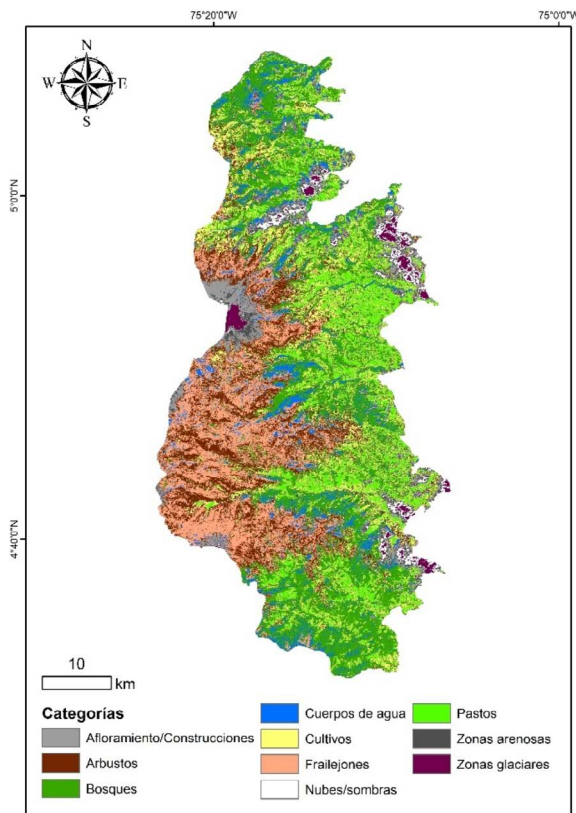 75°20'0"W
75°0'0"W
N
W
E
S
5°0'0"N
4°40'0"N
10
km
Categorías
Afloramiento/Construcciones
Arbustos
Bosques
Cuerpos de agua
Cultivos
Frailejones
Nubes/sombras
Pastos
Zonas arenosas
Zonas glaciares